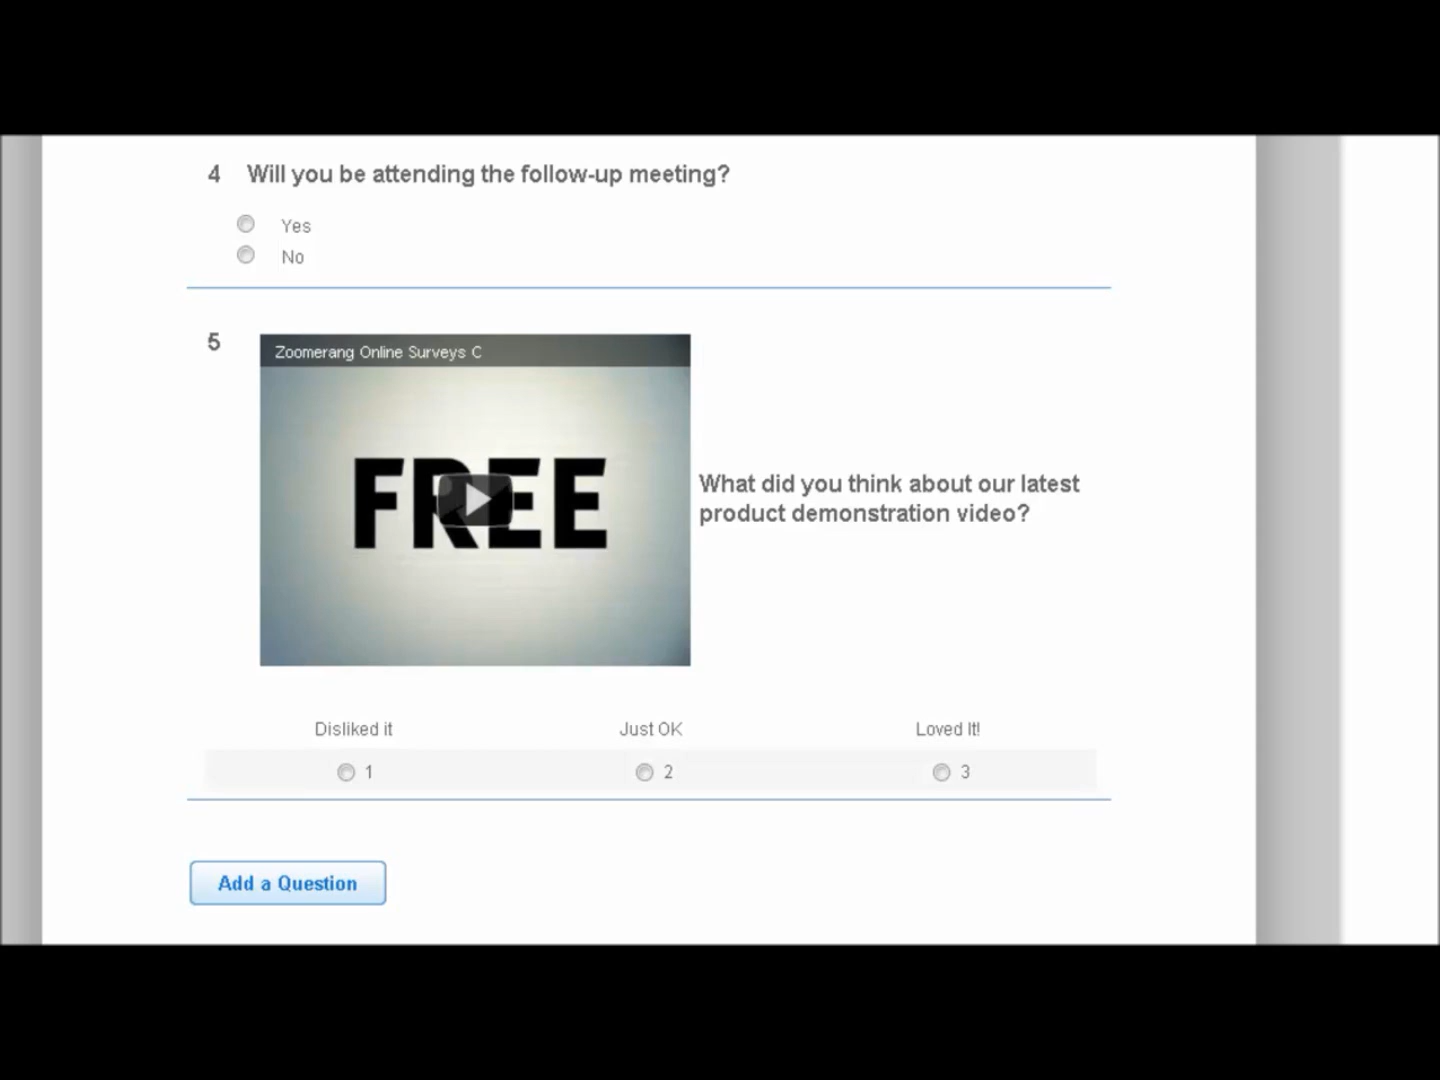 4 Will you be attending the follow-up meeting?
Yes
No
5
Zoomerang Online Surveys C
FREE
What did you think about our latest
product demonstration video?
Disliked it Just OK Loved It!
1 2 3
Add a Question